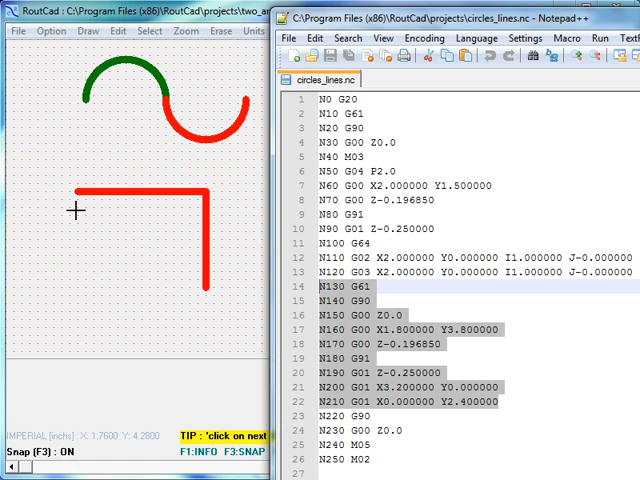 RoutCad : C:\Program Files (x86)\RoutCad\projects\two_ar
File Option Draw Edit Select Zoom Erase Units
IMPERIAL [inchs] : X: 1.7600 Y: 4.2800
TIP : 'click on next
Snap (F3) : ON
F1:INFO F3:SNAP
C:\Program Files (x86)\RoutCad\projects\circles_lines.nc - Notepad++
File Edit Search View Encoding Language Settings Macro Run TextF
circles_lines.nc
1 N0 G20
2 N10 G61
3 N20 G90
4 N30 G00 Z0.0
5 N40 M03
6 N50 G04 P2.0
7 N60 G00 X2.000000 Y1.500000
8 N70 G00 Z-0.196850
9 N80 G91
10 N90 G01 Z-0.250000
11 N100 G64
12 N110 G02 X2.000000 Y0.000000 I1.000000 J-0.000000
13 N120 G03 X2.000000 Y0.000000 I1.000000 J-0.000000
14 N130 G61
15 N140 G90
16 N150 G00 Z0.0
17 N160 G00 X1.800000 Y3.800000
18 N170 G00 Z-0.196850
19 N180 G91
20 N190 G01 Z-0.250000
21 N200 G01 X3.200000 Y0.000000
22 N210 G01 X0.000000 Y2.400000
23 N220 G90
24 N230 G00 Z0.0
25 N240 M05
26 N250 M02
27